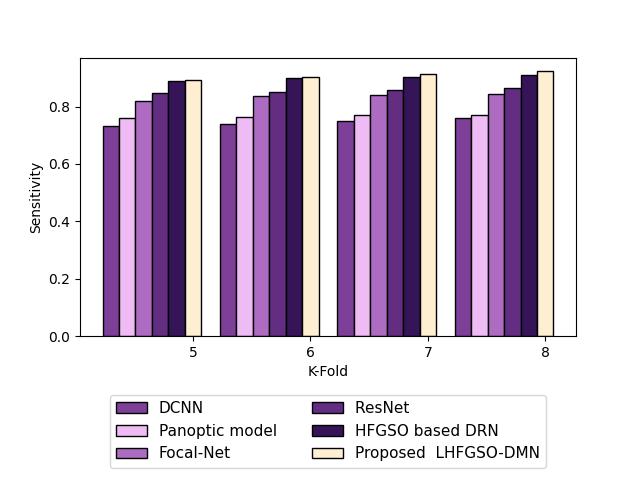 0.8
0.6
0.4
0.2
0.0
Sensitivity
5 6 7 8
K-Fold
DCNN
Panoptic model
Focal-Net
ResNet
HFGSO based DRN
Proposed  LHFGSO-DMN